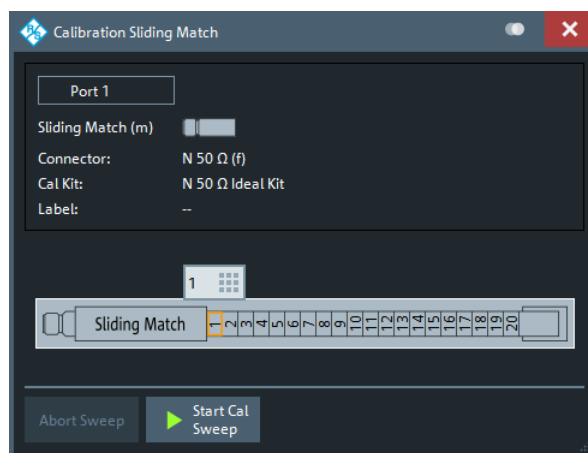 Calibration Sliding Match
Port 1
Sliding Match (m)
Connector: N 50 Ω (f)
Cal Kit: N 50 Ω Ideal Kit
Label: --
1
Sliding Match 1 2 3 4 5 6 7 8 9 10 11 12 13 14 15 16 17 18 19 20
Abort Sweep
Start Cal
Sweep